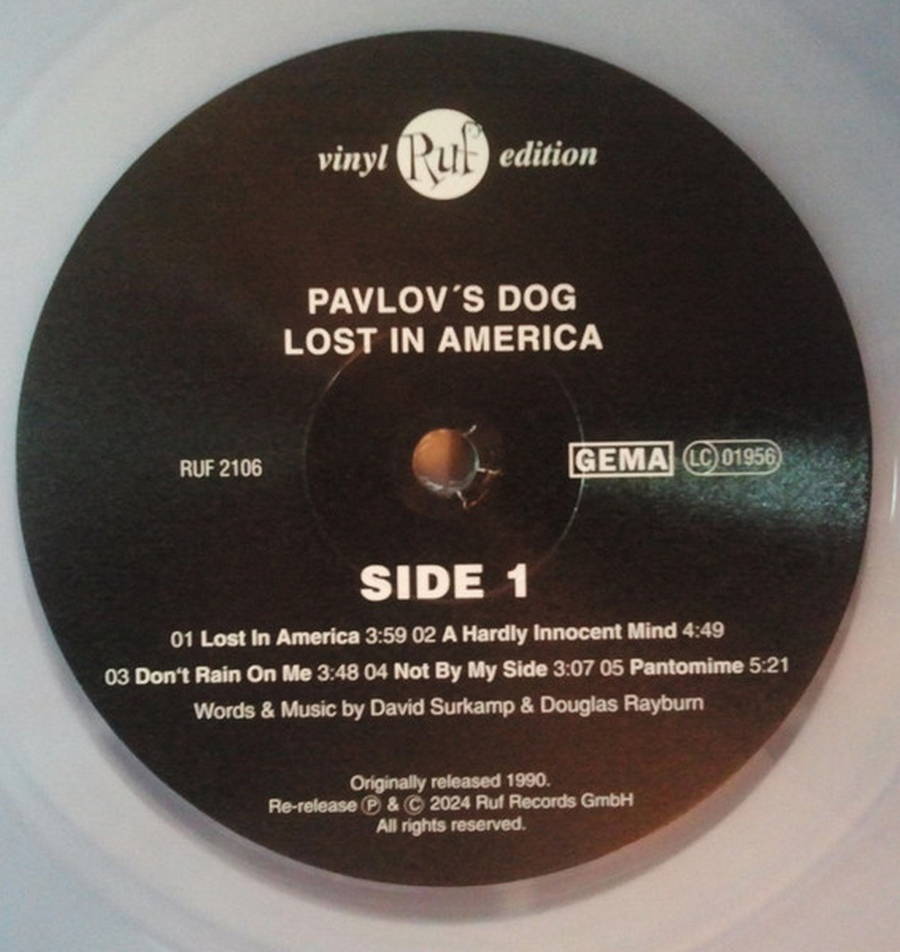 vinyl Ruf edition
PAVLOV´S DOG
LOST IN AMERICA
RUF 2106
GEMA LC 01956
SIDE 1
01 Lost In America 3:59 02 A Hardly Innocent Mind 4:49
03 Don‘t Rain On Me 3:48 04 Not By My Side 3:07 05 Pantomime 5:21
Words & Music by David Surkamp & Douglas Rayburn
Originally released 1990.
Re-release Ⓟ & Ⓒ 2024 Ruf Records GmbH
All rights reserved.